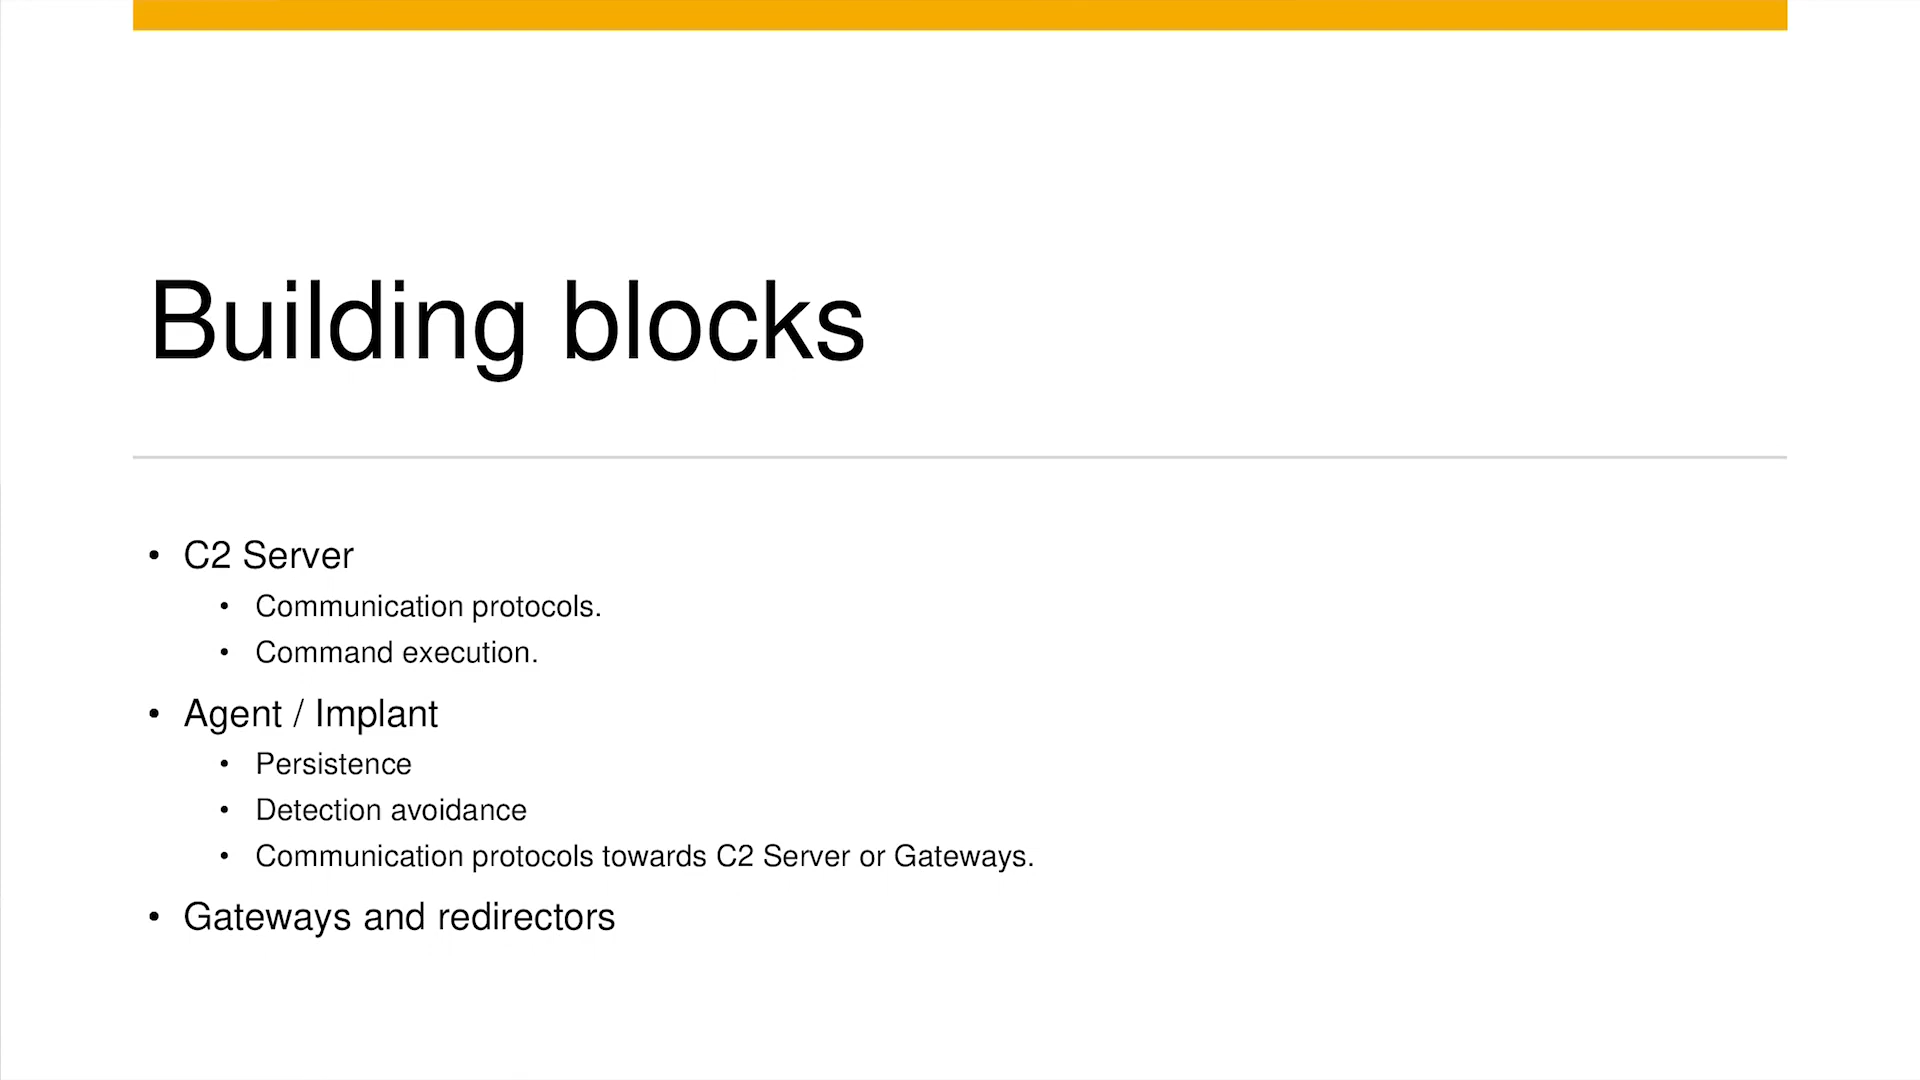 Building blocks
• C2 Server
• Communication protocols.
• Command execution.
• Agent / Implant
• Persistence
• Detection avoidance
• Communication protocols towards C2 Server or Gateways.
• Gateways and redirectors